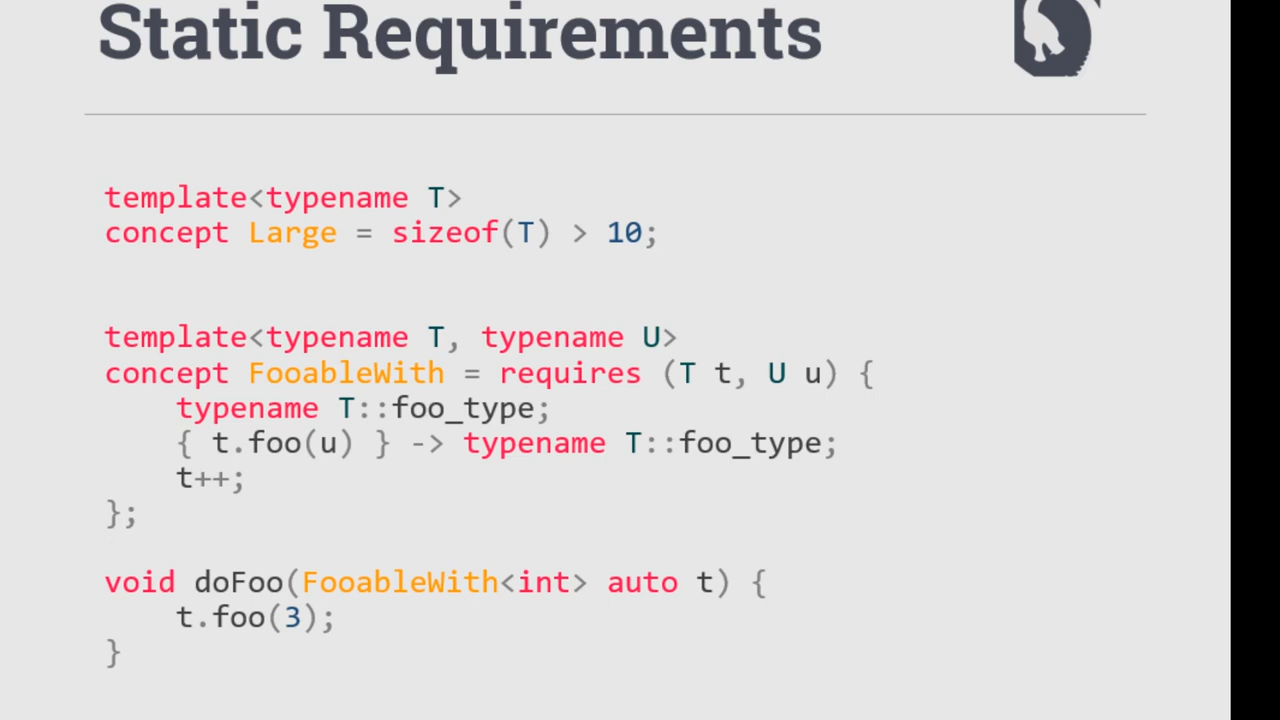 Static Requirements
template<typename T>
concept Large = sizeof(T) > 10;
template<typename T, typename U>
concept FooableWith = requires (T t, U u) {
    typename T::foo_type;
    { t.foo(u) } -> typename T::foo_type;
    t++;
};
void doFoo(FooableWith<int> auto t) {
    t.foo(3);
}